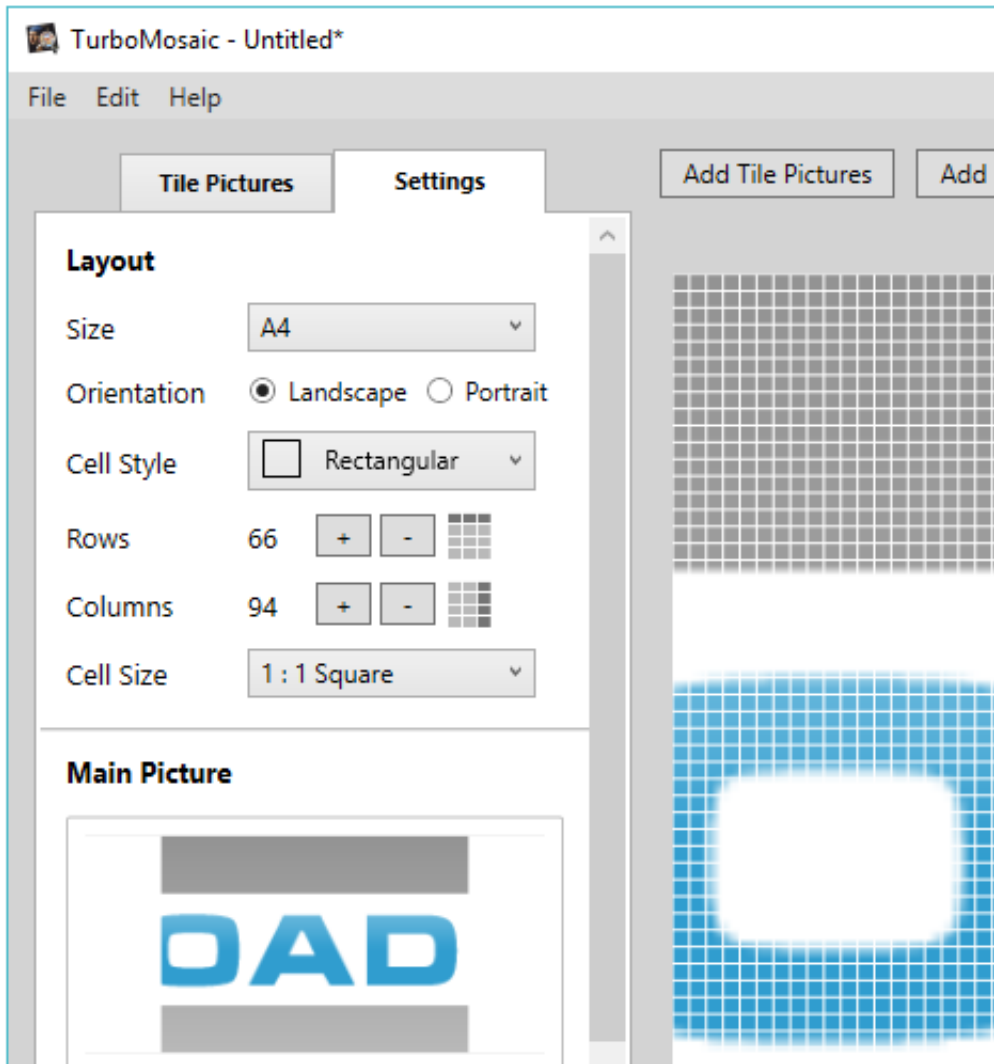 TurboMosaic - Untitled*
File Edit Help
Tile Pictures Settings Add Tile Pictures Add
Layout
Size A4
Orientation Landscape Portrait
Cell Style Rectangular
Rows 66 + -
Columns 94 + -
Cell Size 1 : 1 Square
Main Picture
OAD